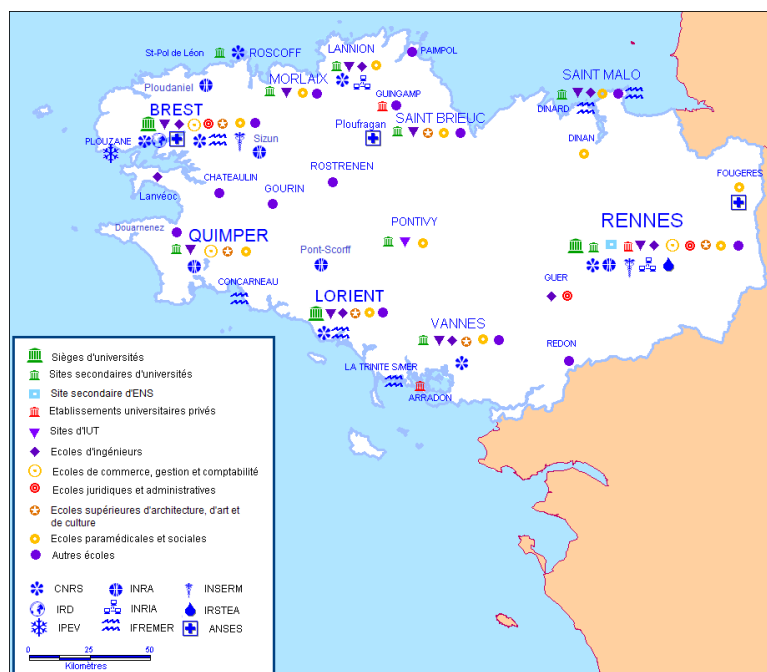 St-Pol de Léon
ROSCOFF
LANNION
PAIMPOL
Ploudaniel
MORLAIX
SAINT MALO
GUINGAMP
BREST
DINARD
SAINT BRIEUC
Ploufragan
PLOUZANE
Sizun
DINAN
ROSTRENEN
FOUGERES
CHATEAULIN
GOURIN
Lanvéoc
Douarnenez
QUIMPER
PONTIVY
RENNES
Pont-Scorff
GUER
CONCARNEAU
LORIENT
VANNES
REDON
LA TRINITE S/MER
ARRADON
Sièges d'universités
Sites secondaires d'universités
Site secondaire d'ENS
Etablissements universitaires privés
Sites d'IUT
Ecoles d'ingénieurs
Ecoles de commerce, gestion et comptabilité
Ecoles juridiques et administratives
Ecoles supérieures d'architecture, d'art et
de culture
Ecoles paramédicales et sociales
Autres écoles
CNRS
INRA
INSERM
IRD
INRIA
IRSTEA
IPEV
IFREMER
ANSES
0 25 50
Kilomètres